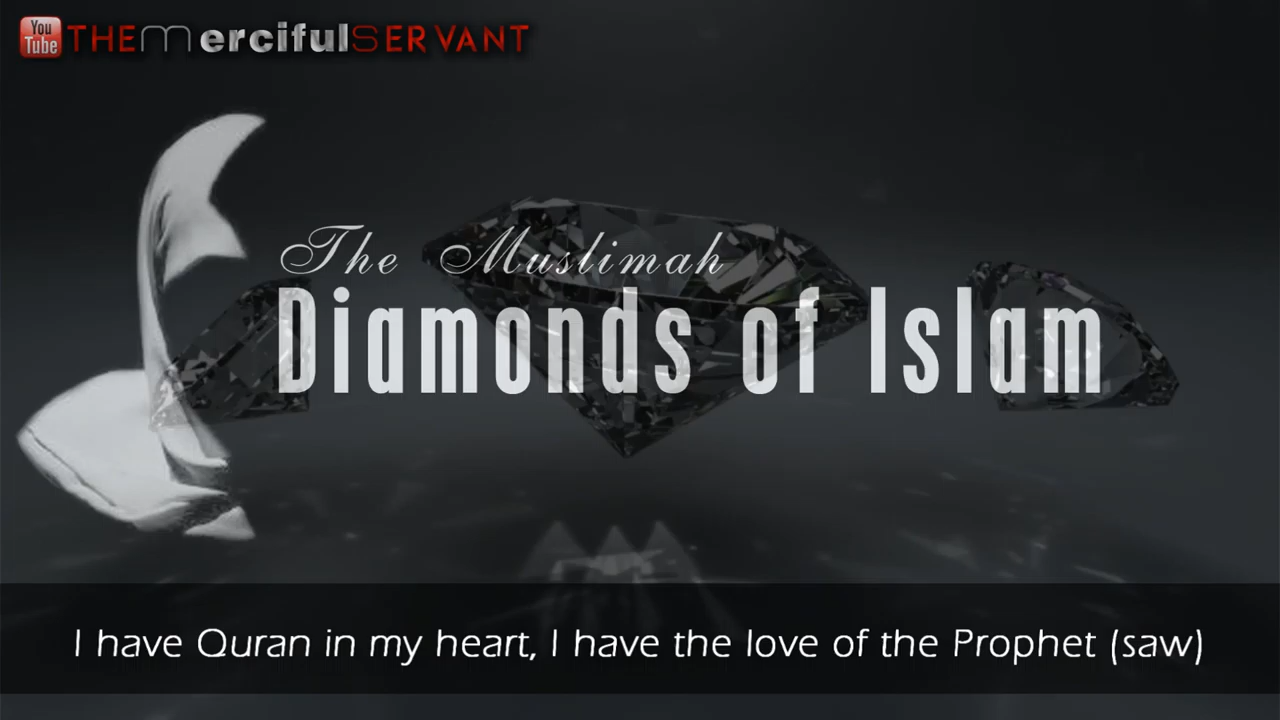 You Tube THEmercifulSERVANT
The Muslimah
Diamonds of Islam
I have Quran in my heart, I have the love of the Prophet (saw)